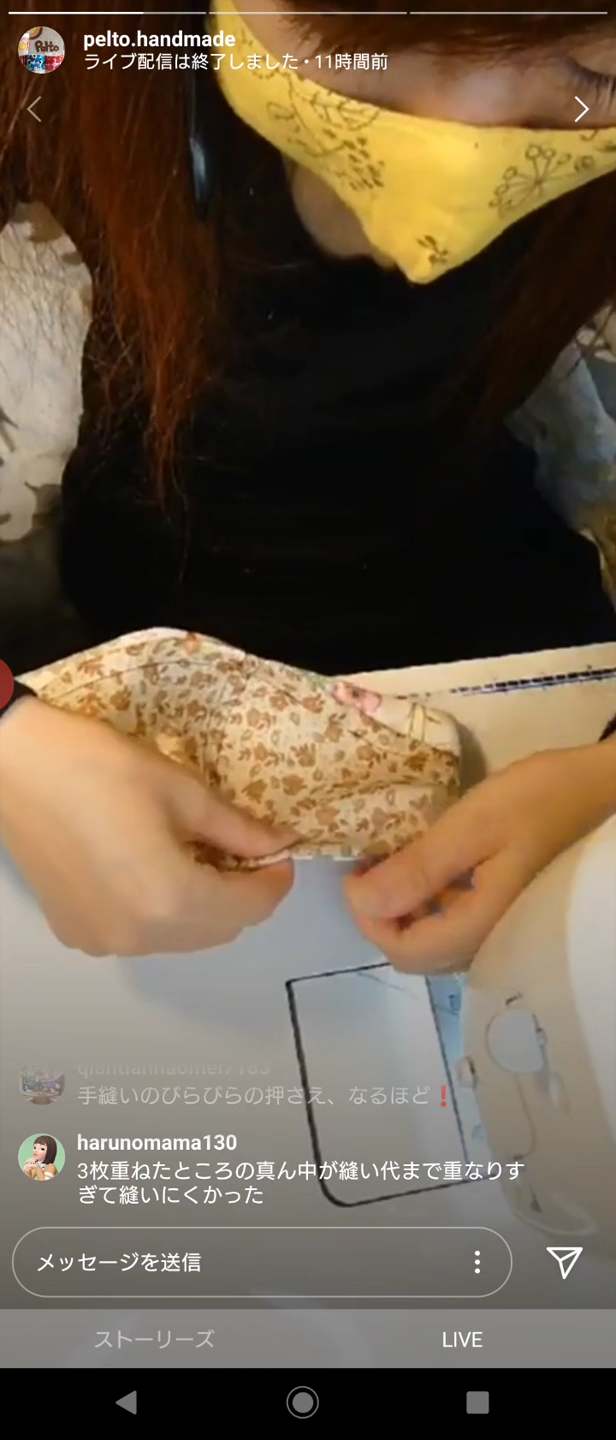 Pelto
pelto.handmade
ライブ配信は終了しました・11時間前
手縫いのぴらぴらの押さえ、なるほど❗
harunomama130
3枚重ねたところの真ん中が縫い代まで重なりす
ぎて縫いにくかった
メッセージを送信
ストーリーズ
LIVE